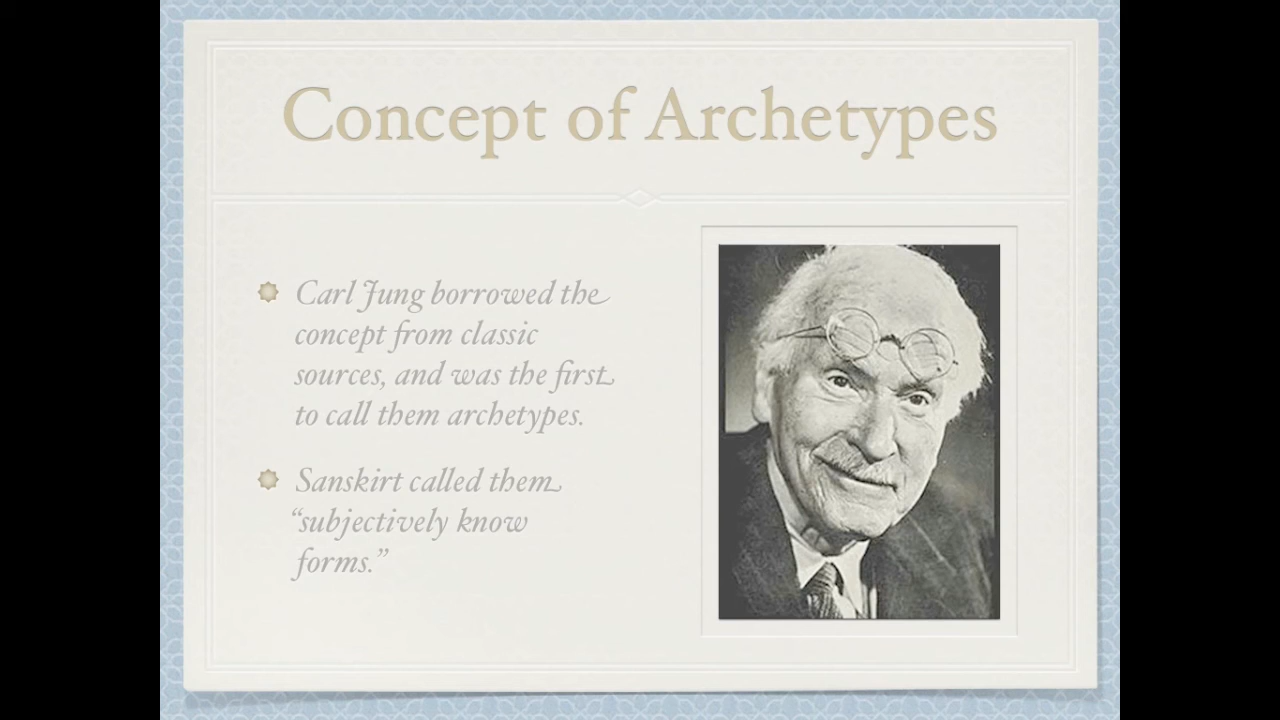 Concept of Archetypes
Carl Jung borrowed the
concept from classic
sources, and was the first
to call them archetypes.
Sanskirt called them
“subjectively know
forms.”